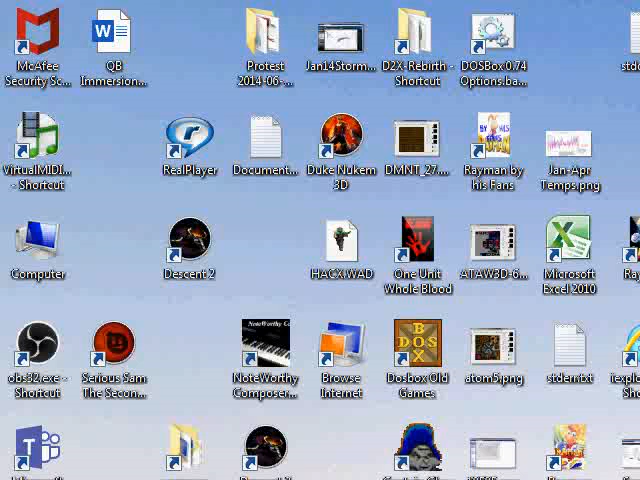 McAfee
Security Sc...
QB
Immersion...
Protest
2014-06-...
Jan14Storm...
D2X-Rebirth -
Shortcut
DOSBox 0.74
Options.ba...
VirtualMIDI...
- Shortcut
RealPlayer
Document...
Duke Nukem
3D
DMNT_27....
Rayman by
his Fans
Jan-Apr
Temps.png
Computer
Descent 2
HACX.WAD
One Unit
Whole Blood
ATAW3D-6...
Microsoft
Excel 2010
obs32.exe -
Shortcut
Serious Sam
The Secon...
NoteWorthy
Composer...
Browse
Internet
Dosbox Old
Games
atom5.png
stderr.txt